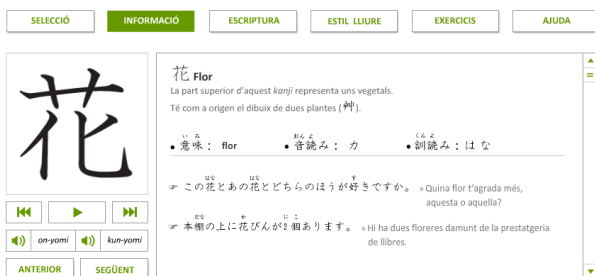 SELECCIÓ
INFORMACIÓ
ESCRIPTURA
ESTIL LLIURE
EXERCICIS
AJUDA
花
on-yomi
kun-yomi
ANTERIOR
SEGÜENT
花 Flor
La part superior d'aquest kanji representa uns vegetals.
Té com a origen el dibuix de dues plantes (艸).
い み
• 意味： flor
おん よ
• 音読み： カ
くん よ
• 訓読み：はな
はな はな す
☞ この花とあの花とどちらのほうが好きですか。
» Quina flor t'agrada més,
aquesta o aquella?
だな か に こ
☞ 本棚の上に花びんが2個あります。
» Hi ha dues floreres damunt de la prestatgeria
de llibres.